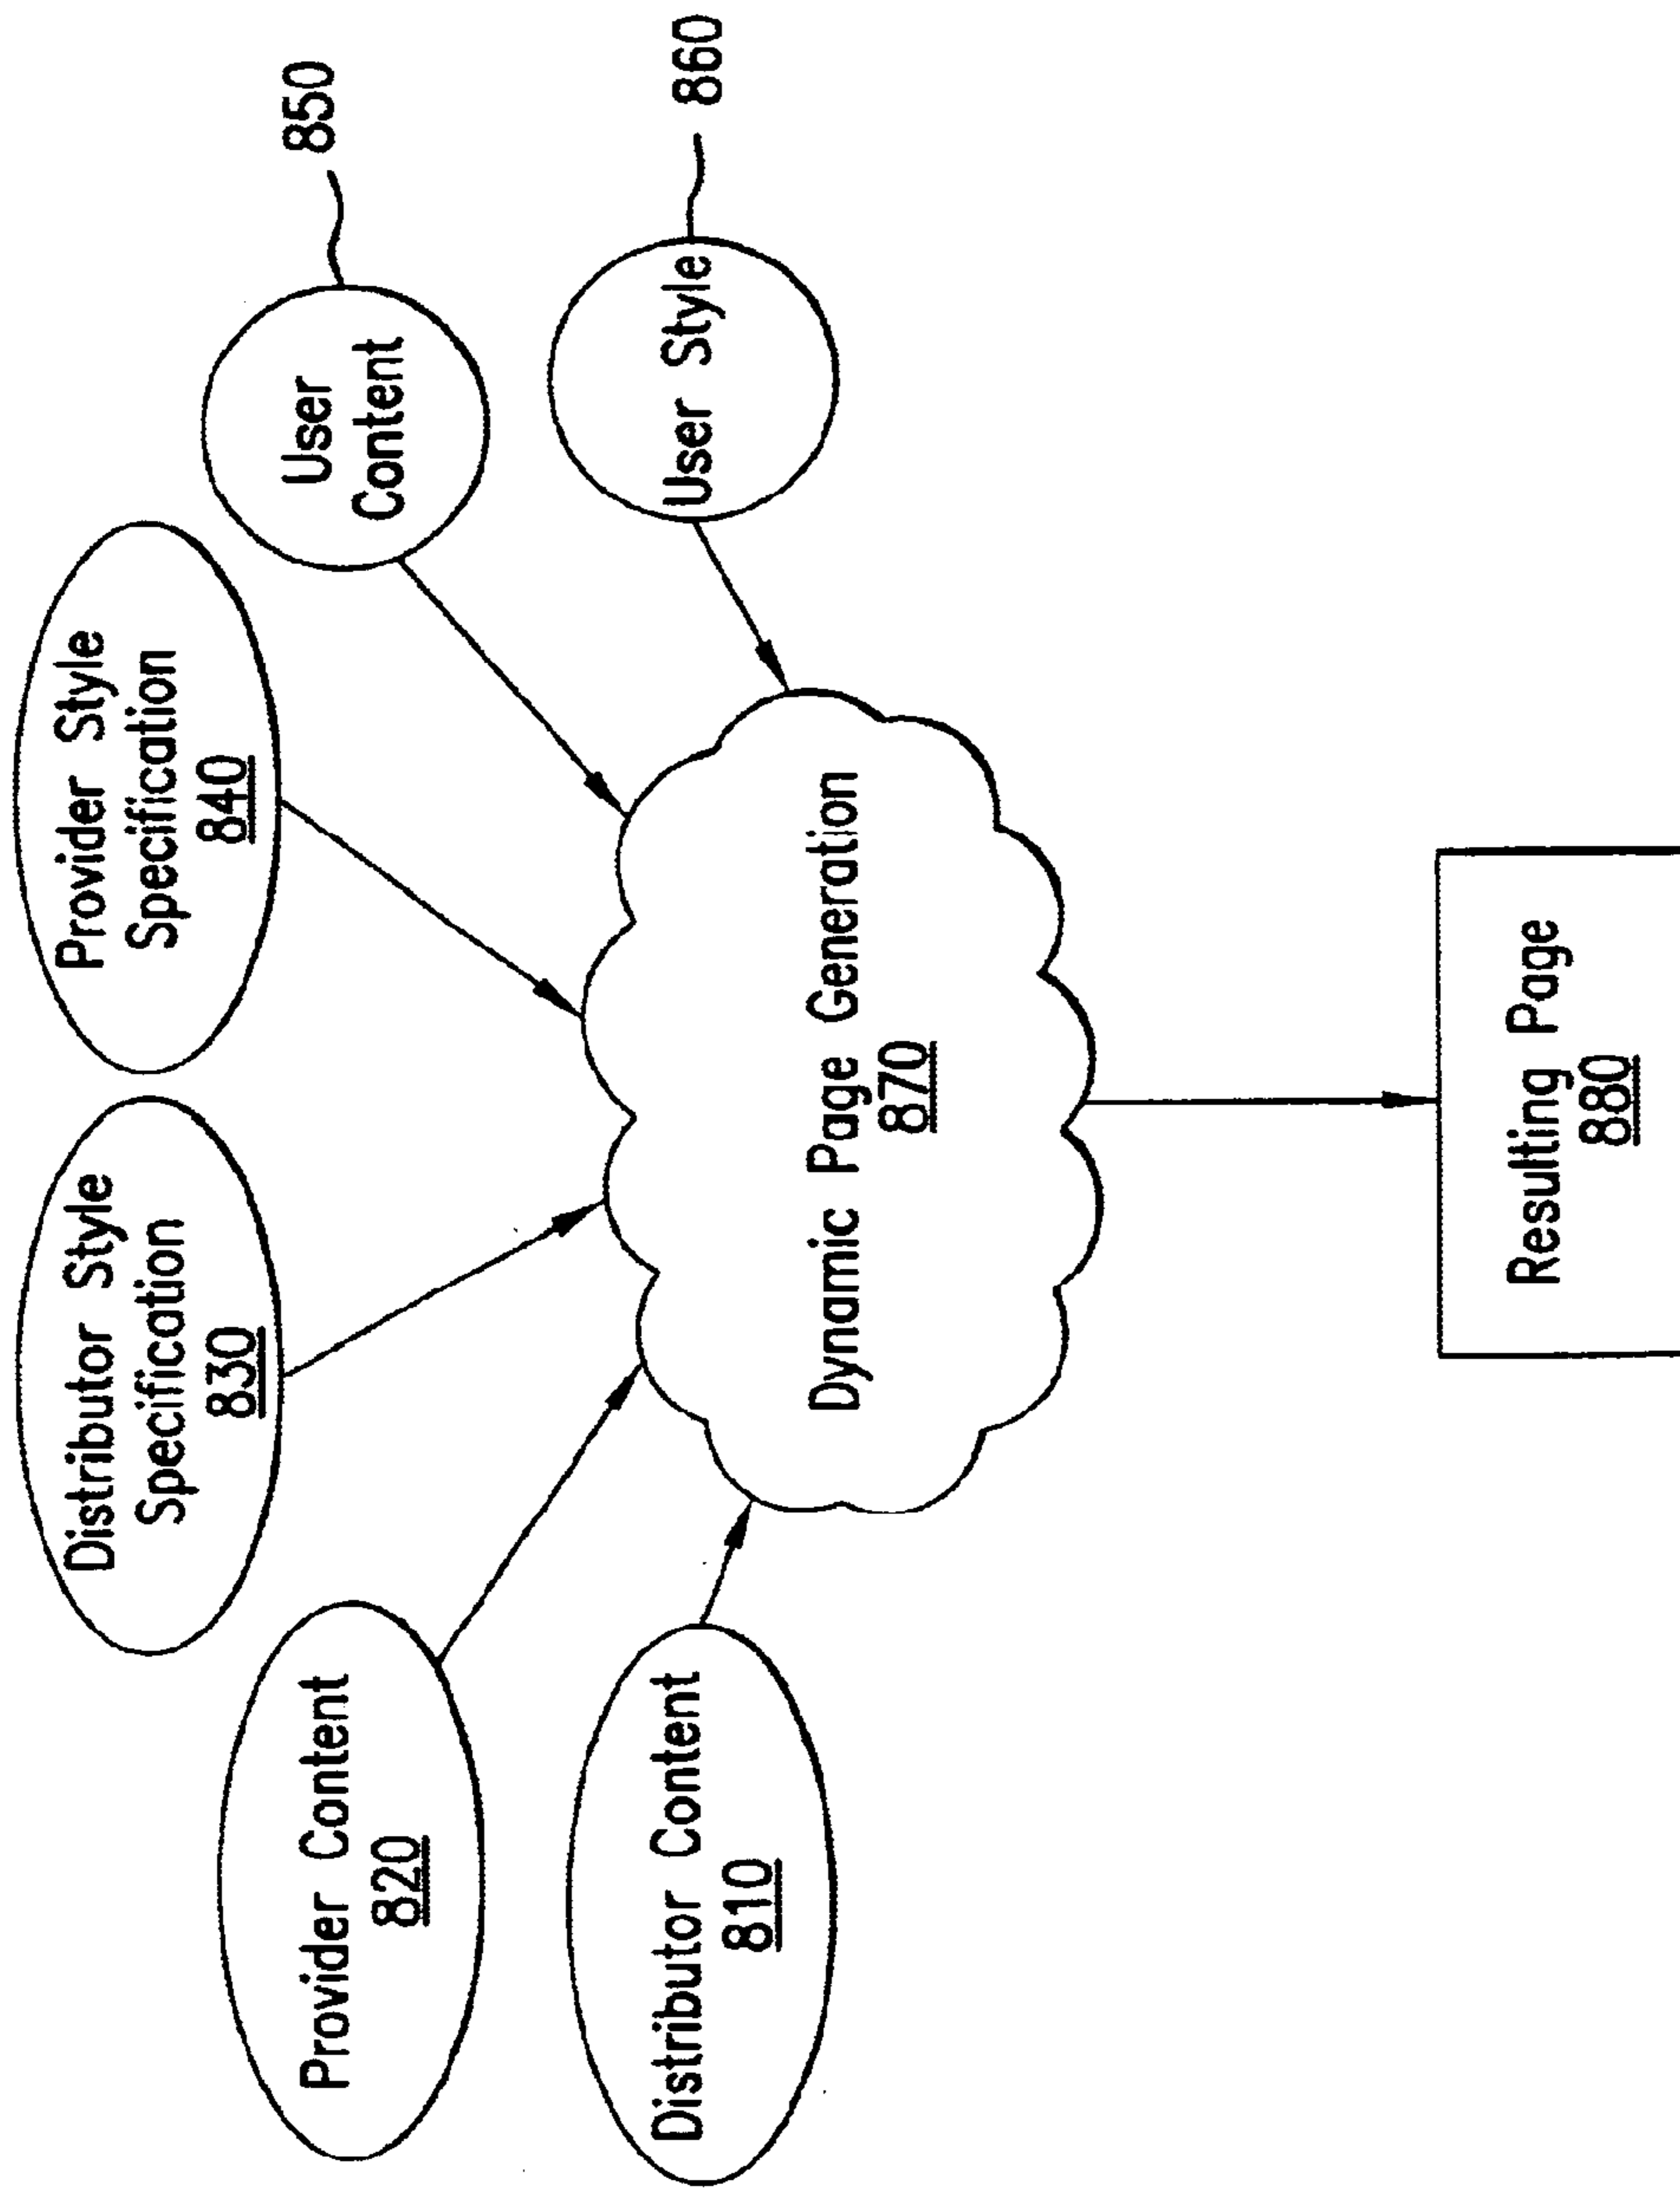 Distributor Style
Specification
830
Provider Style
Specification
840
Provider Content
820
User
Content
850
Distributor Content
810
User Style
860
Dynamic Page Generation
870
Resulting Page
880